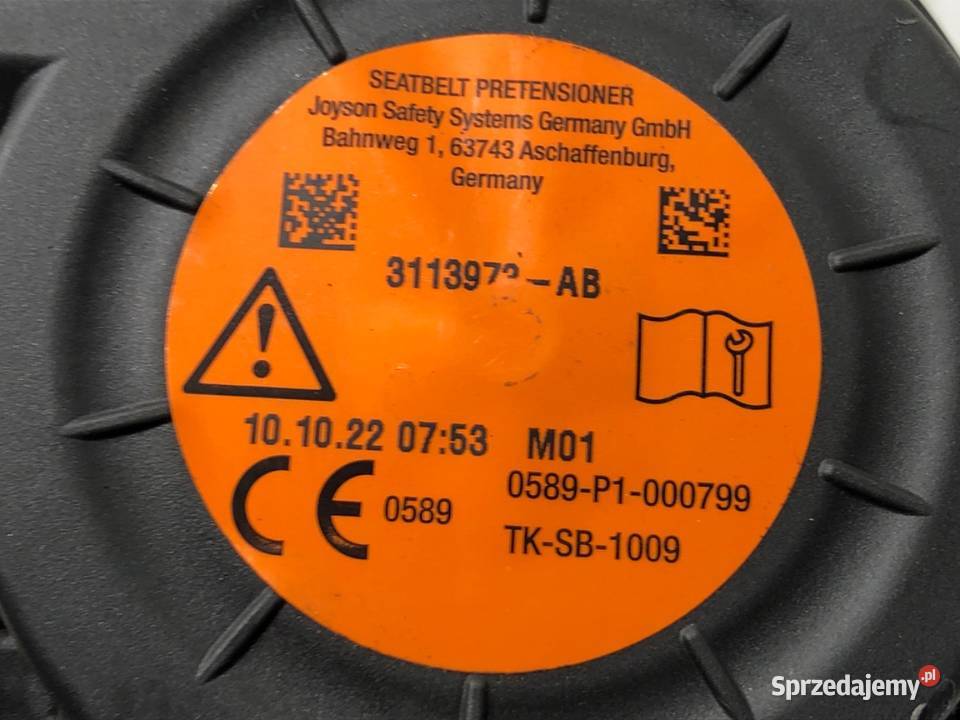 SEATBELT PRETENSIONER
Joyson Safety Systems Germany GmbH
Bahnweg 1, 63743 Aschaffenburg,
Germany
-AB
10.10.22 07:53 M01
CE 0589
0589-P1-000799
TK-SB-1009
Sprzedajemy.pl